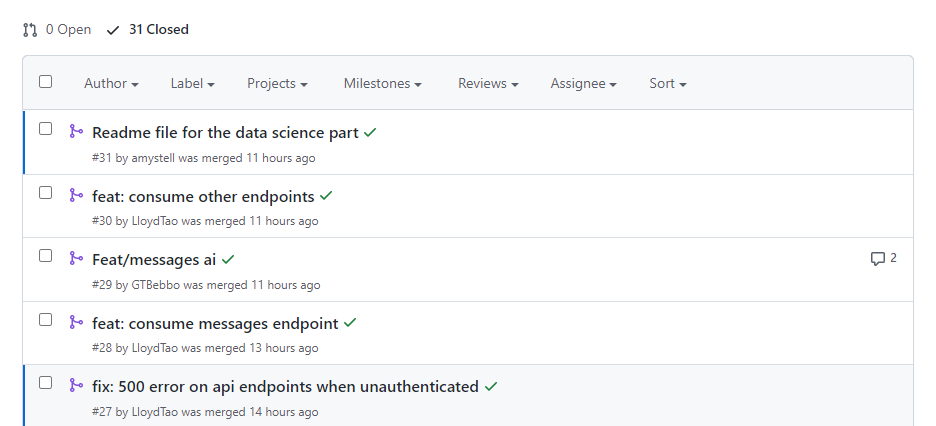 0 Open 31 Closed
Author Label Projects Milestones Reviews Assignee Sort
Readme file for the data science part
#31 by amystell was merged 11 hours ago
feat: consume other endpoints
#30 by LloydTao was merged 11 hours ago
Feat/messages ai 2
#29 by GTBebbo was merged 11 hours ago
feat: consume messages endpoint
#28 by LloydTao was merged 13 hours ago
fix: 500 error on api endpoints when unauthenticated
#27 by LloydTao was merged 14 hours ago